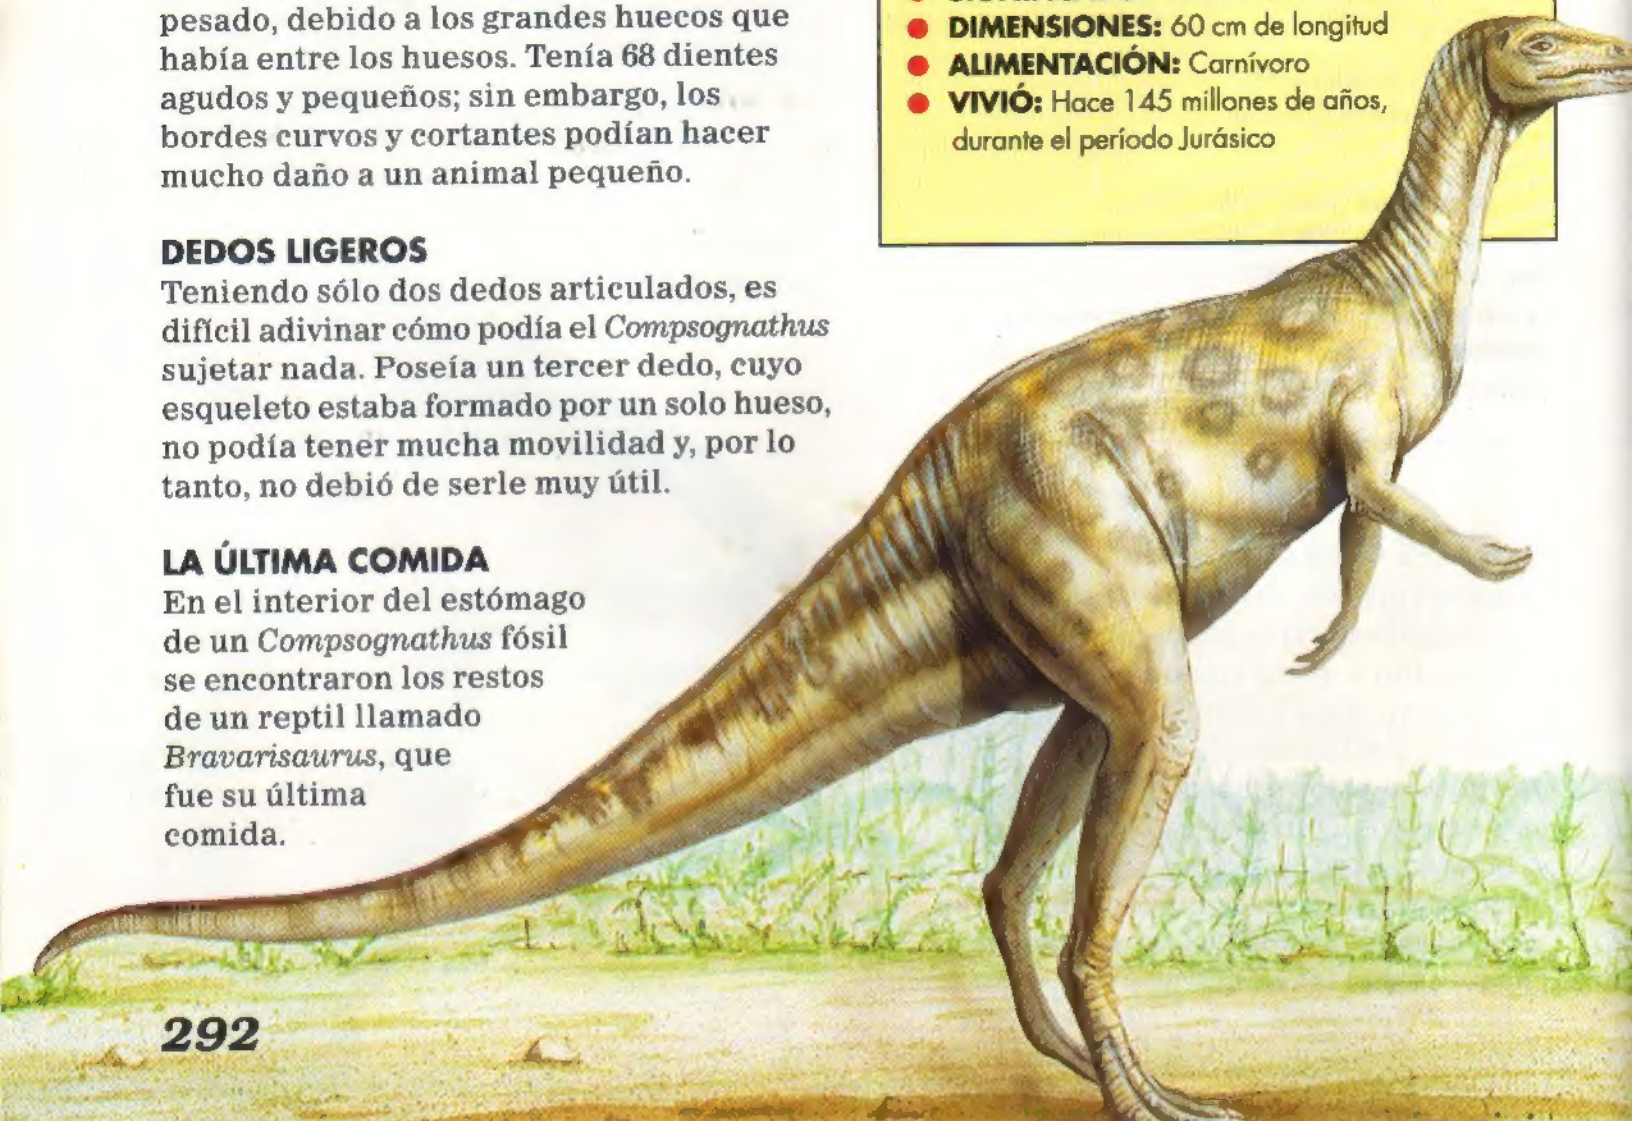 pesado, debido a los grandes huecos que
había entre los huesos. Tenía 68 dientes
agudos y pequeños; sin embargo, los
bordes curvos y cortantes podían hacer
mucho daño a un animal pequeño.
DEDOS LIGEROS
Teniendo sólo dos dedos articulados, es
difícil adivinar cómo podía el Compsognathus
sujetar nada. Poseía un tercer dedo, cuyo
esqueleto estaba formado por un solo hueso,
no podía tener mucha movilidad y, por lo
tanto, no debió de serle muy útil.
LA ÚLTIMA COMIDA
En el interior del estómago
de un Compsognathus fósil
se encontraron los restos
de un reptil llamado
Bravarisaurus, que
fue su última
comida.
292
DIMENSIONES: 60 cm de longitud
ALIMENTACIÓN: Carnívoro
VIVIÓ: Hace 145 millones de años,
durante el período Jurásico